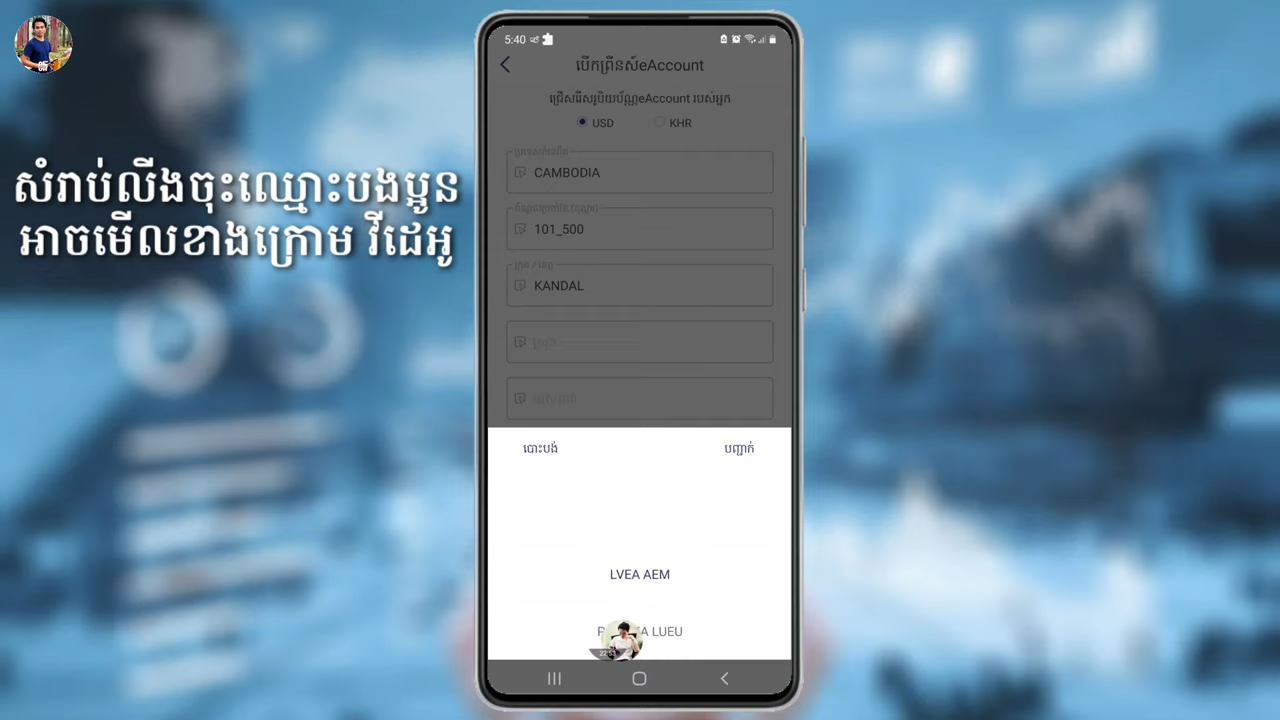 សំរាប់លីងចុះឈ្មោះបងប្អូន
អាចមើលខាងក្រោម វីដេអូ
5:40
បើកព្រីនស៍eAccount
ជ្រើសរើសរូបិយប័ណ្ណeAccount របស់អ្នក
USD
KHR
CAMBODIA
101_500
KANDAL
បោះបង់
បញ្ជាក់
LVEA AEM
LUEU